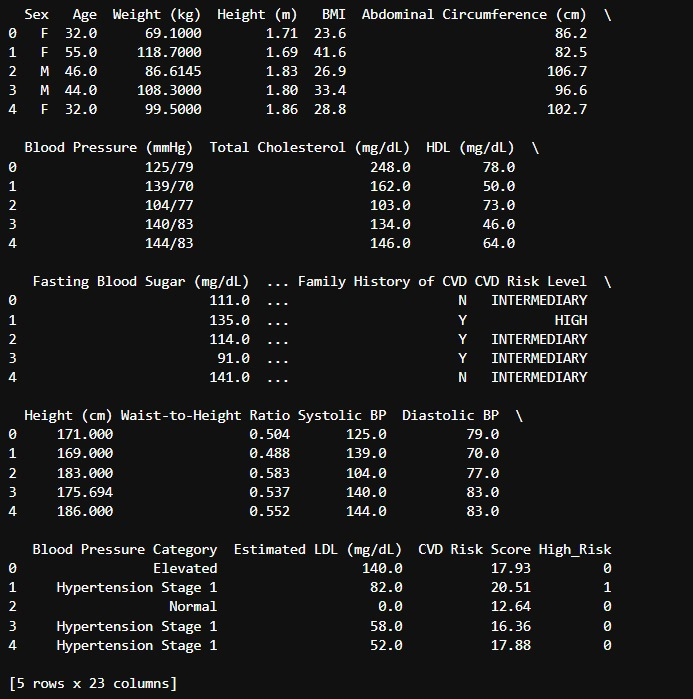 Sex Age Weight (kg) Height (m) BMI Abdominal Circumference (cm) \
0 F 32.0 69.1000 1.71 23.6 86.2
1 F 55.0 118.7000 1.69 41.6 82.5
2 M 46.0 86.6145 1.83 26.9 106.7
3 M 44.0 108.3000 1.80 33.4 96.6
4 F 32.0 99.5000 1.86 28.8 102.7
Blood Pressure (mmHg) Total Cholesterol (mg/dL) HDL (mg/dL) \
0 125/79 248.0 78.0
1 139/70 162.0 50.0
2 104/77 103.0 73.0
3 140/83 134.0 46.0
4 144/83 146.0 64.0
Fasting Blood Sugar (mg/dL) ... Family History of CVD CVD Risk Level \
0 111.0 ... N INTERMEDIARY
1 135.0 ... Y HIGH
2 114.0 ... Y INTERMEDIARY
3 91.0 ... Y INTERMEDIARY
4 141.0 ... N INTERMEDIARY
Height (cm) Waist-to-Height Ratio Systolic BP Diastolic BP \
0 171.000 0.504 125.0 79.0
1 169.000 0.488 139.0 70.0
2 183.000 0.583 104.0 77.0
3 175.694 0.537 140.0 83.0
4 186.000 0.552 144.0 83.0
Blood Pressure Category Estimated LDL (mg/dL) CVD Risk Score High_Risk
0 Elevated 140.0 17.93 0
1 Hypertension Stage 1 82.0 20.51 1
2 Normal 0.0 12.64 0
3 Hypertension Stage 1 58.0 16.36 0
4 Hypertension Stage 1 52.0 17.88 0
[5 rows x 23 columns]